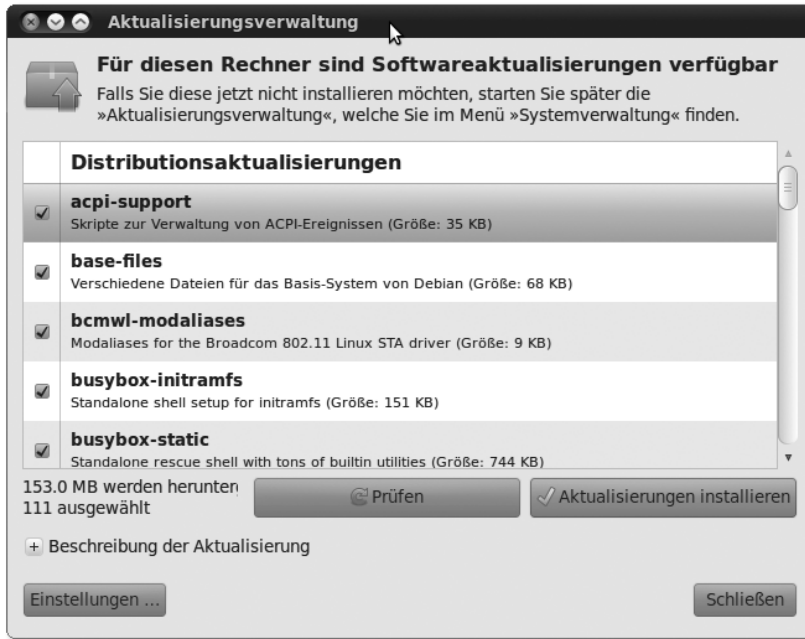 Aktualisierungsverwaltung
Für diesen Rechner sind Softwareaktualisierungen verfügbar
Falls Sie diese jetzt nicht installieren möchten, starten Sie später die
»Aktualisierungsverwaltung«, welche Sie im Menü »Systemverwaltung« finden.
Distributionsaktualisierungen
acpi-support
Skripte zur Verwaltung von ACPI-Ereignissen (Größe: 35 KB)
base-files
Verschiedene Dateien für das Basis-System von Debian (Größe: 68 KB)
bcmwl-modaliases
Modaliases for the Broadcom 802.11 Linux STA driver (Größe: 9 KB)
busybox-initramfs
Standalone shell setup for initramfs (Größe: 151 KB)
busybox-static
Standalone rescue shell with tons of builtin utilities (Größe: 744 KB)
153.0 MB werden herunter
111 ausgewählt
Prüfen
Aktualisierungen installieren
Beschreibung der Aktualisierung
Einstellungen ...
Schließen